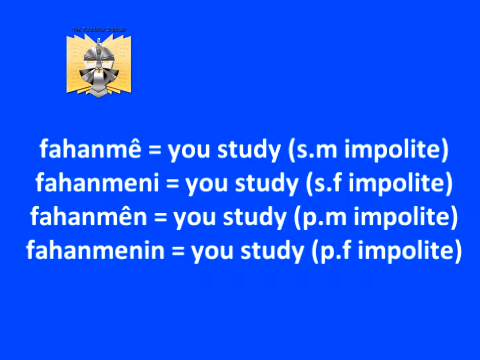 fahanmê = you study (s.m impolite)
fahanmeni = you study (s.f impolite)
fahanmên = you study (p.m impolite)
fahanmenin = you study (p.f impolite)